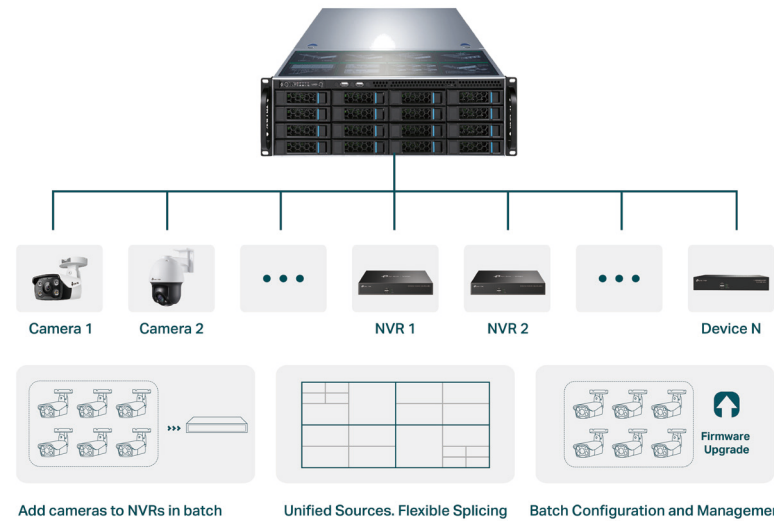 Camera 1
Camera 2
NVR 1
NVR 2
Device N
Firmware
Upgrade
Add cameras to NVRs in batch
Unified Sources. Flexible Splicing
Batch Configuration and Managemen